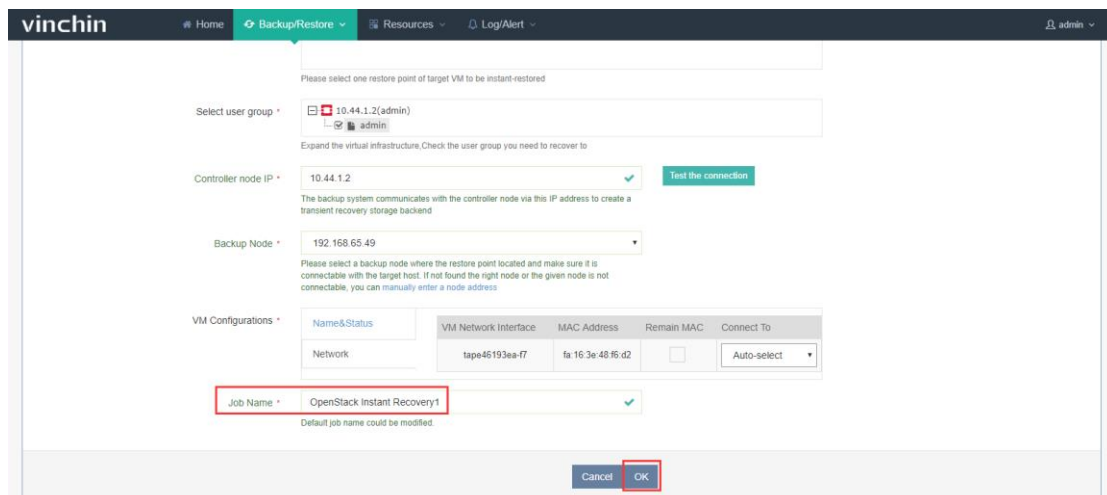 vinchin Home Backup/Restore Resources Log/Alert admin
Please select one restore point of target VM to be instant-restored
Select user group * 10.44.1.2(admin)
admin
Expand the virtual infrastructure,Check the user group you need to recover to
Controller node IP * 10.44.1.2 Test the connection
The backup system communicates with the controller node via this IP address to create a
transient recovery storage backend
Backup Node * 192.168.65.49
Please select a backup node where the restore point located and make sure it is
connectable with the target host. If not found the right node or the given node is not
connectable, you can manually enter a node address
VM Configurations * Name&Status VM Network Interface MAC Address Remain MAC Connect To
Network tape46193ea-f7 fa:16:3e:48:f6:d2 Auto-select
Job Name * OpenStack Instant Recovery1
Default job name could be modified.
Cancel OK